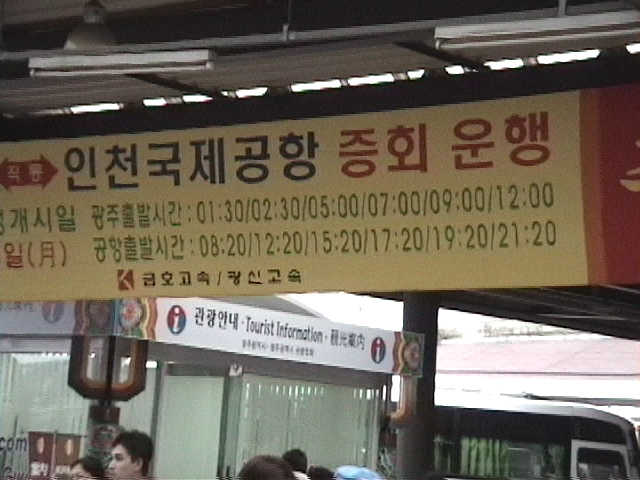 직통 인천국제공항 증회 운행
개시일 광주출발시간 : 01:30/02:30/05:00/07:00/09:00/12:00
일(月) 공항출발시간 : 08:20/12:20/15:20/17:20/19:20/21:20
금호고속 / 광신고속
i 관광안내 · Tourist Information · 観光案内 i